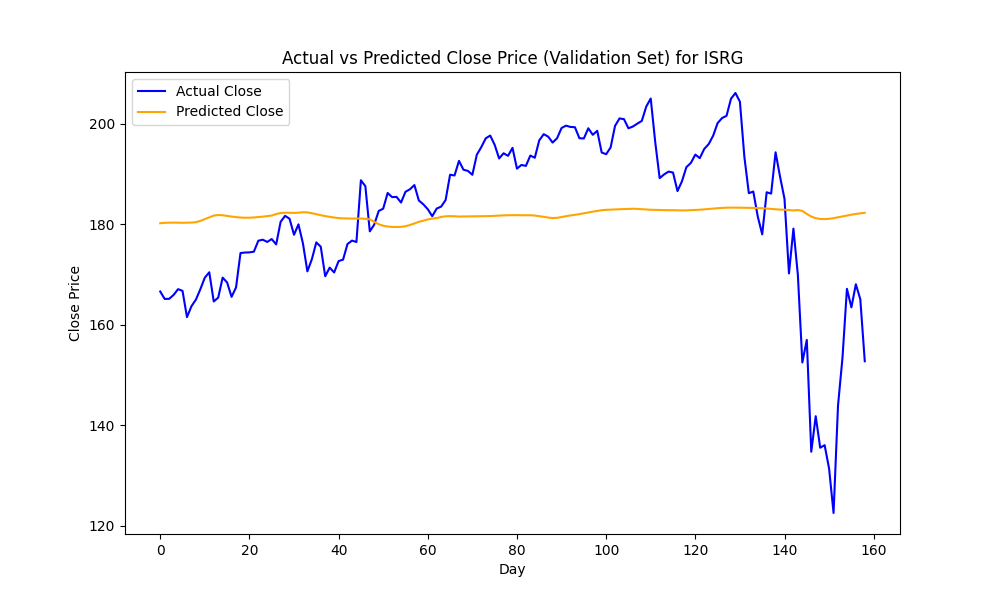 Actual vs Predicted Close Price (Validation Set) for ISRG
Actual Close
Predicted Close
Close Price
200
180
160
140
120
0 20 40 60 80 100 120 140 160
Day